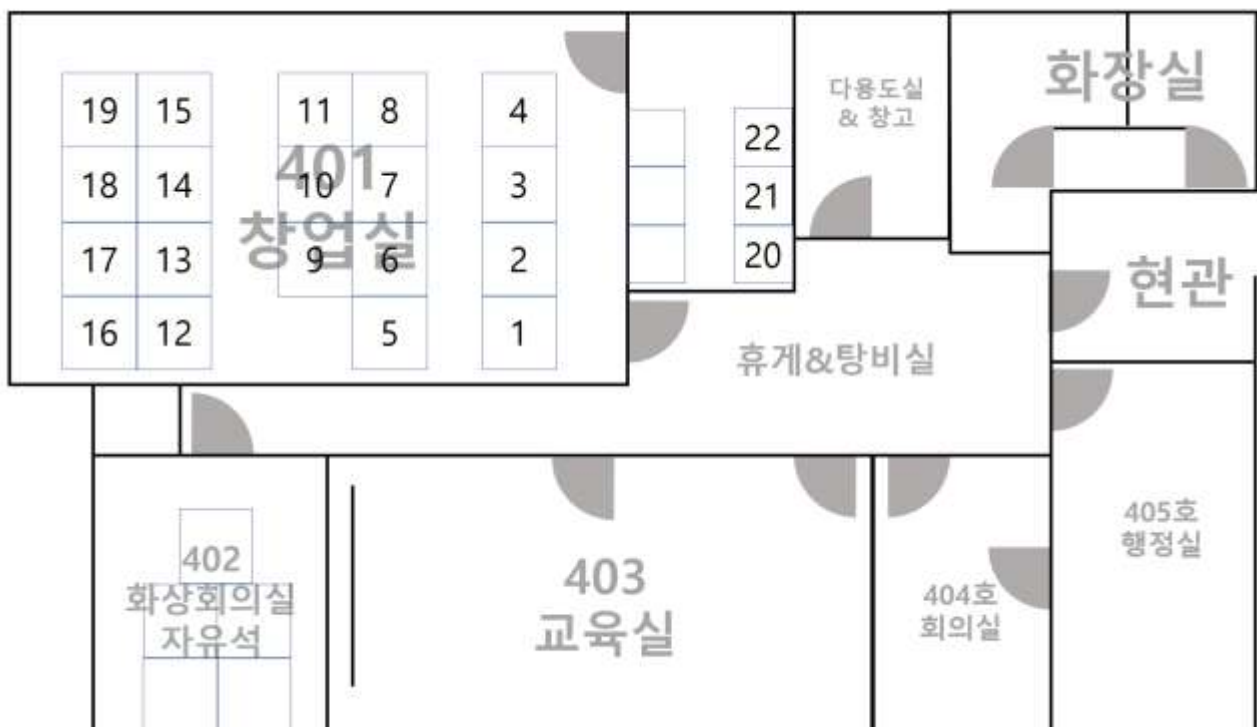 19 15 11 8 4
18 14 10 7 3
17 13 9 6 2
16 12 5 1
401
창업실
22
21
20
다용도실
& 창고
화장실
현관
휴게&탕비실
402
화상회의실
자유석
403
교육실
404호
회의실
405호
행정실